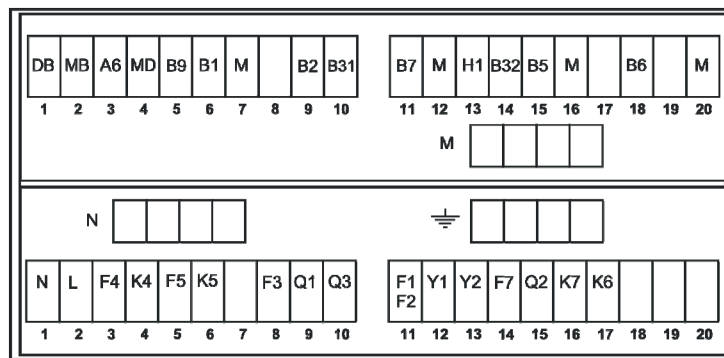 DB MB A6 MD B9 B1 M B2 B31 B7 M H1 B32 B5 M B6 M
1 2 3 4 5 6 7 8 9 10 11 12 13 14 15 16 17 18 19 20
M
N
N L F4 K4 F5 K5 F3 Q1 Q3 F1 Y1 Y2 F7 Q2 K7 K6
F2
1 2 3 4 5 6 7 8 9 10 11 12 13 14 15 16 17 18 19 20